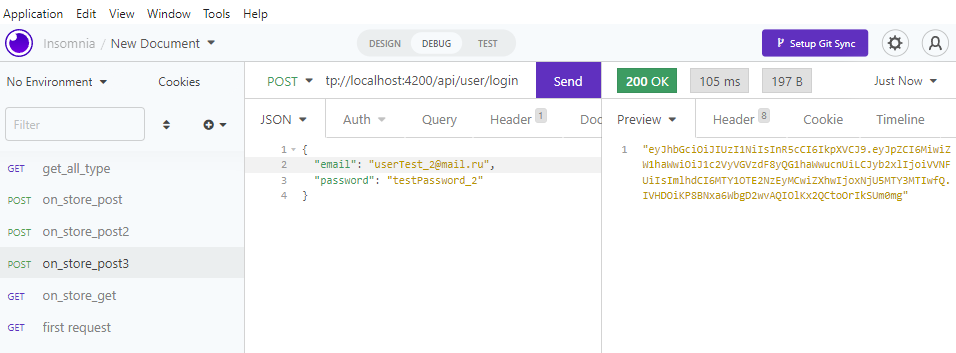 Application Edit View Window Tools Help
Insomnia / New Document DESIGN DEBUG TEST Setup Git Sync
No Environment Cookies POST tp://localhost:4200/api/user/login Send 200 OK 105 ms 197 B Just Now
Filter JSON Auth Query Header 1 Doc Preview Header 8 Cookie Timeline
GET get_all_type
POST on_store_post
POST on_store_post2
POST on_store_post3
GET on_store_get
GET first request
1 {
2 "email": "userTest_2@mail.ru",
3 "password": "testPassword_2"
4 }
1 "eyJhbGciOiJIUzI1NiIsInR5cCI6IkpXVCJ9.eyJpZCI6MiwiZ
W1haWwiOiJ1c2VyVGVzdF8yQG1haWwucnUiLCJyb2xlIjoiVVNF
UiIsImlhdCI6MTY1OTE2NzEyMCwiZXhwIjoxNjU5MTY3MTIwfQ.
IVHDOiKP8BNxa6WbgD2wvAQIOlKx2QCtoOrIkSUm0mg"